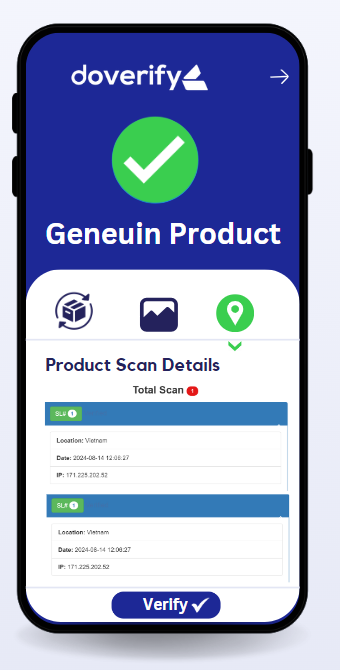 doverify
Geneuin Product
Product Scan Details
Total Scan 1
SL# 1
Location: Vietnam
Date: 2024-08-14 12:06:27
IP: 171.225.202.52
SL# 1
Location: Vietnam
Date: 2024-08-14 12:06:27
IP: 171.225.202.52
Verify